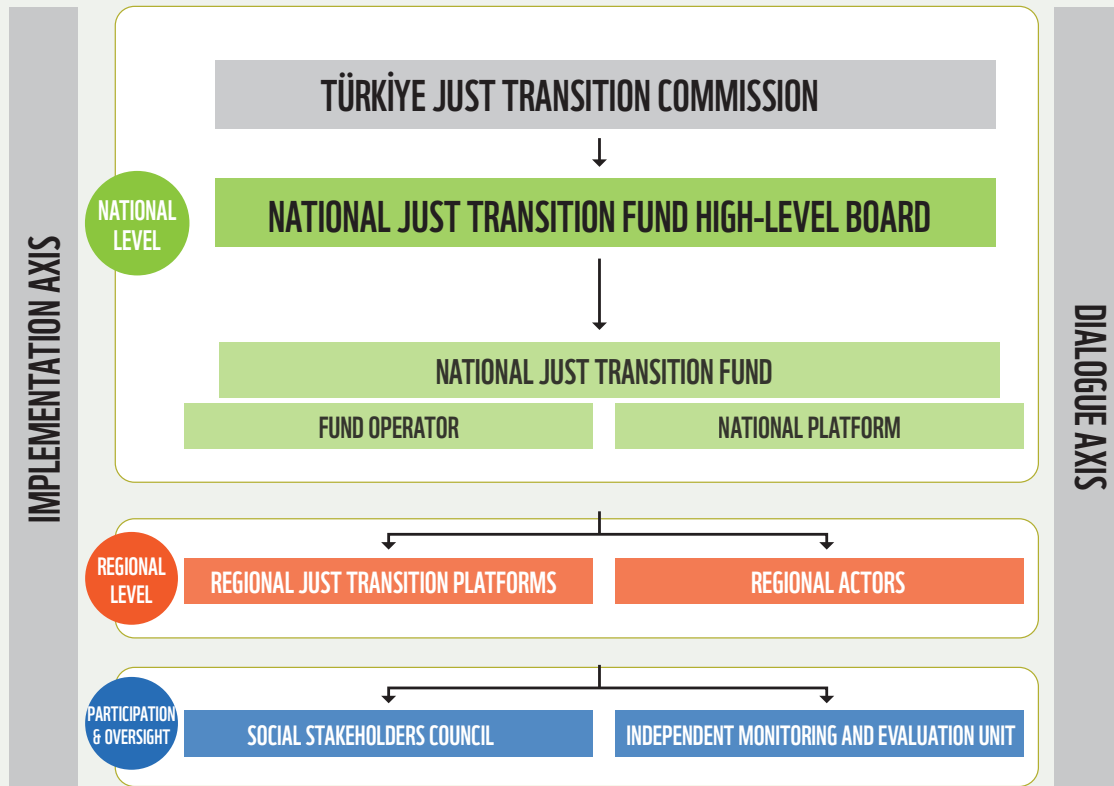 TÜRKİYE JUST TRANSITION COMMISSION
NATIONAL
LEVEL
NATIONAL JUST TRANSITION FUND HIGH-LEVEL BOARD
IMPLEMENTATION AXIS
DIALOGUE AXIS
NATIONAL JUST TRANSITION FUND
FUND OPERATOR
NATIONAL PLATFORM
REGIONAL
LEVEL
REGIONAL JUST TRANSITION PLATFORMS
REGIONAL ACTORS
PARTICIPATION
& OVERSIGHT
SOCIAL STAKEHOLDERS COUNCIL
INDEPENDENT MONITORING AND EVALUATION UNIT